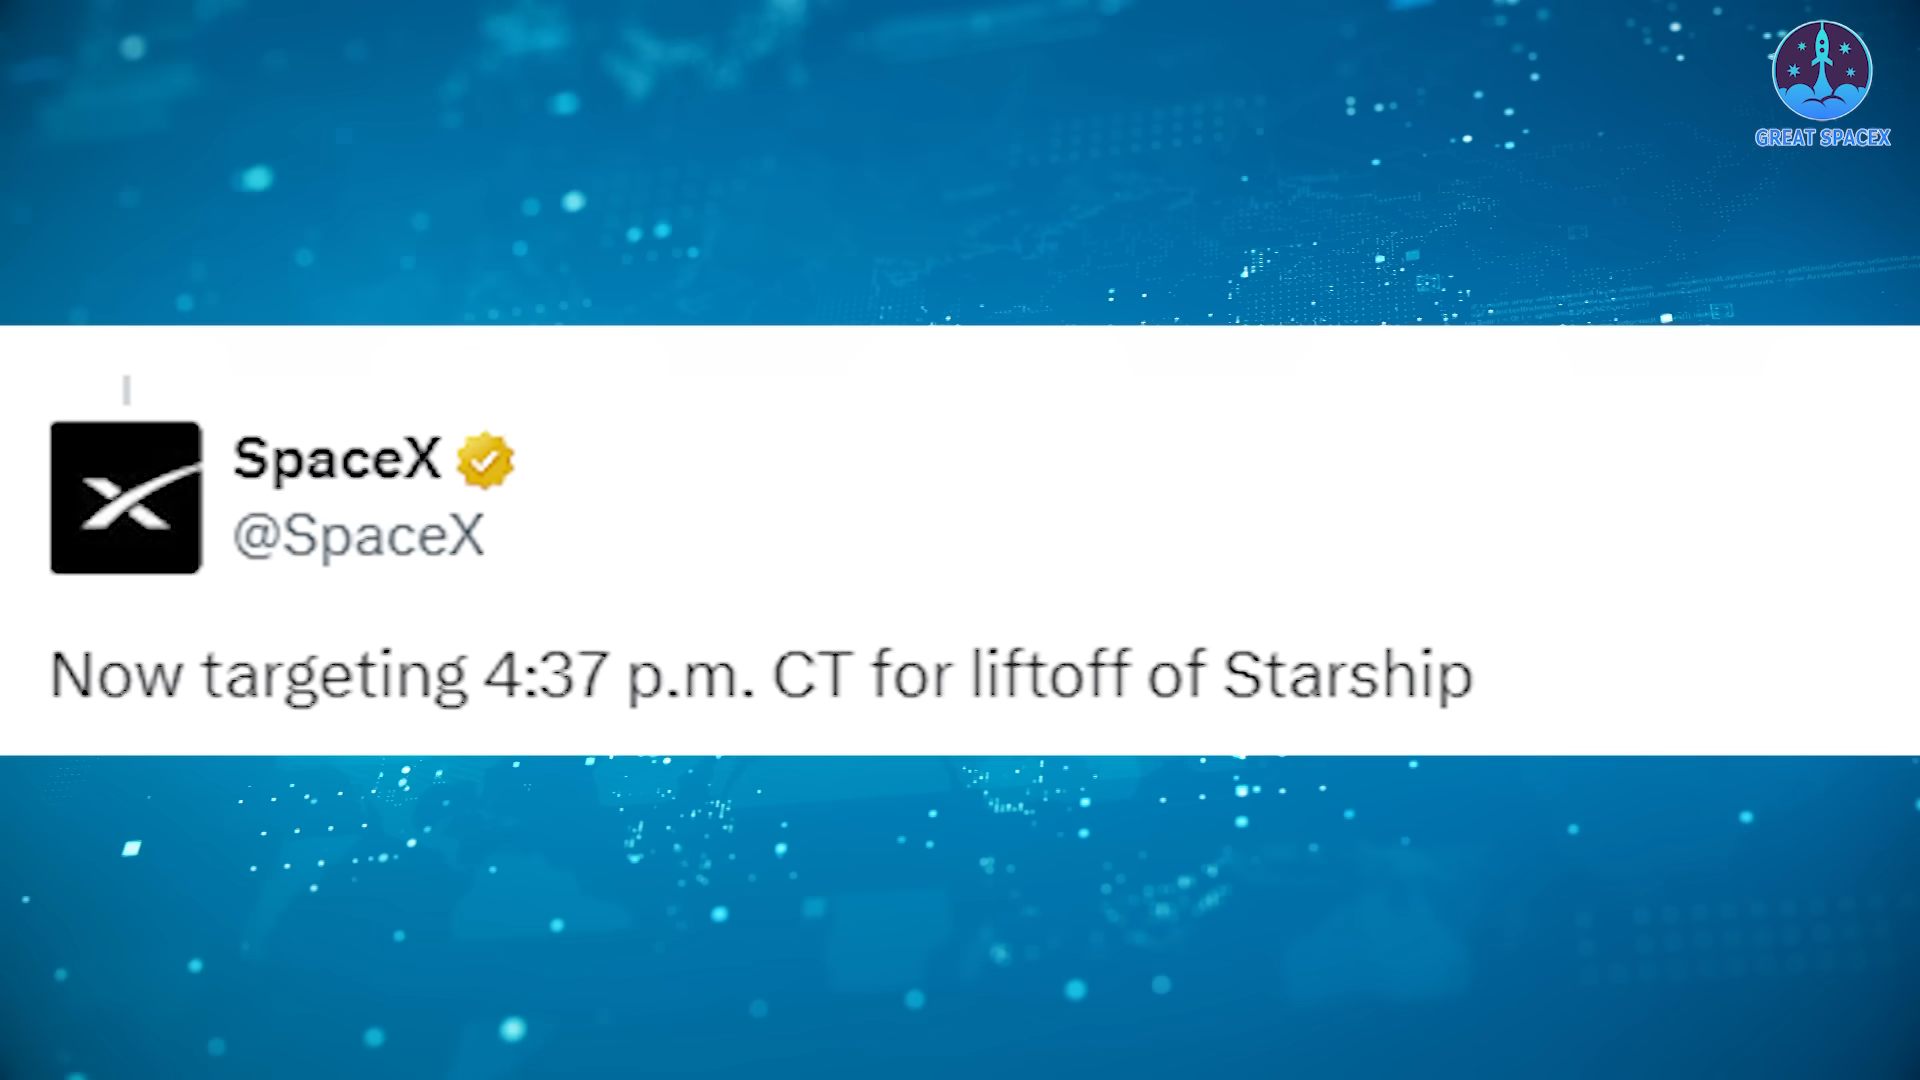 GREAT SPACEX
SpaceX
@SpaceX
Now targeting 4:37 p.m. CT for liftoff of Starship